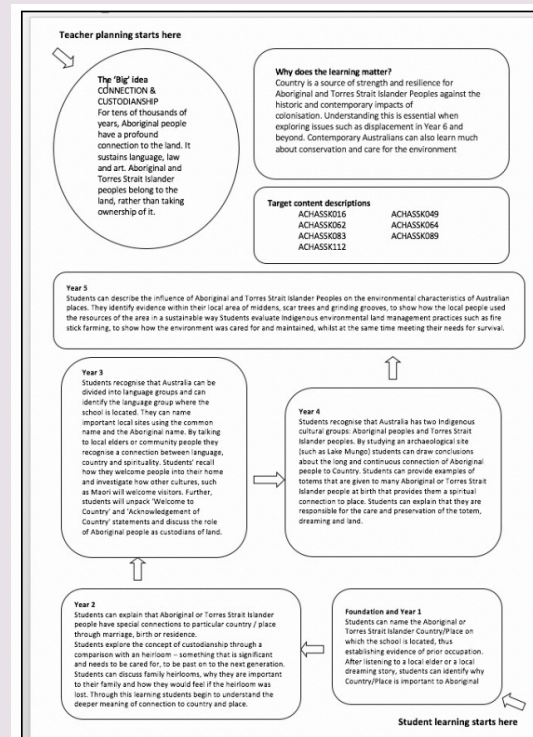 Teacher planning starts here
The 'Big' idea
CONNECTION &
CUSTODIANSHIP
For tens of thousands of
years, Aboriginal people
have a profound
connection to the land. It
sustains language, law
and art. Aboriginal and
Torres Strait Islander
peoples belong to the
land, rather than taking
ownership of it.
Why does the learning matter?
Country is a source of strength and resilience for
Aboriginal and Torres Strait Islander Peoples against the
historic and contemporary impacts of
colonisation. Understanding this is essential when
exploring issues such as displacement in Year 6 and
beyond. Contemporary Australians can also learn much
about conservation and care for the environment
Target content descriptions
ACHASSK016 ACHASSK049
ACHASSK062 ACHASSK064
ACHASSK083 ACHASSK089
ACHASSK112
Year 5
Students can describe the influence of Aboriginal and Torres Strait Islander Peoples on the environmental characteristics of Australian
places. They identify evidence within their local area of middens, scar trees and grinding grooves, to show how the local people used
the resources of the area in a sustainable way Students evaluate Indigenous environmental land management practices such as fire
stick farming, to show how the environment was cared for and maintained, whilst at the same time meeting their needs for survival.
Year 3
Students recognise that Australia can be
divided into language groups and can
identify the language group where the
school is located. They can name
important local sites using the common
name and the Aboriginal name. By talking
to local elders or community people they
recognise a connection between language,
country and spirituality. Students' recall
how they welcome people into their home
and investigate how other cultures, such
as Maori will welcome visitors. Further,
students will unpack 'Welcome to
Country' and 'Acknowledgement of
Country' statements and discuss the role
of Aboriginal people as custodians of land.
Year 4
Students recognise that Australia has two Indigenous
cultural groups: Aboriginal peoples and Torres Strait
Islander peoples. By studying an archaeological site
(such as Lake Mungo) students can draw conclusions
about the long and continuous connection of Aboriginal
people to Country. Students can provide examples of
totems that are given to many Aboriginal or Torres Strait
Islander people at birth that provides them a spiritual
connection to place. Students can explain that they are
responsible for the care and preservation of the totem,
dreaming and land.
Year 2
Students can explain that Aboriginal or Torres Strait Islander
people have special connections to particular country / place
through marriage, birth or residence.
Students explore the concept of custodianship through a
comparison with an heirloom – something that is significant
and needs to be cared for, to be past on to the next generation.
Students can discuss family heirlooms, why they are important
to their family and how they would feel if the heirloom was
lost. Through this learning students begin to understand the
deeper meaning of connection to country and place.
Foundation and Year 1
Students can name the Aboriginal or
Torres Strait Islander Country/Place on
which the school is located, thus
establishing evidence of prior occupation.
After listening to a local elder or a local
dreaming story, students can identify why
Country/Place is important to Aboriginal
Student learning starts here